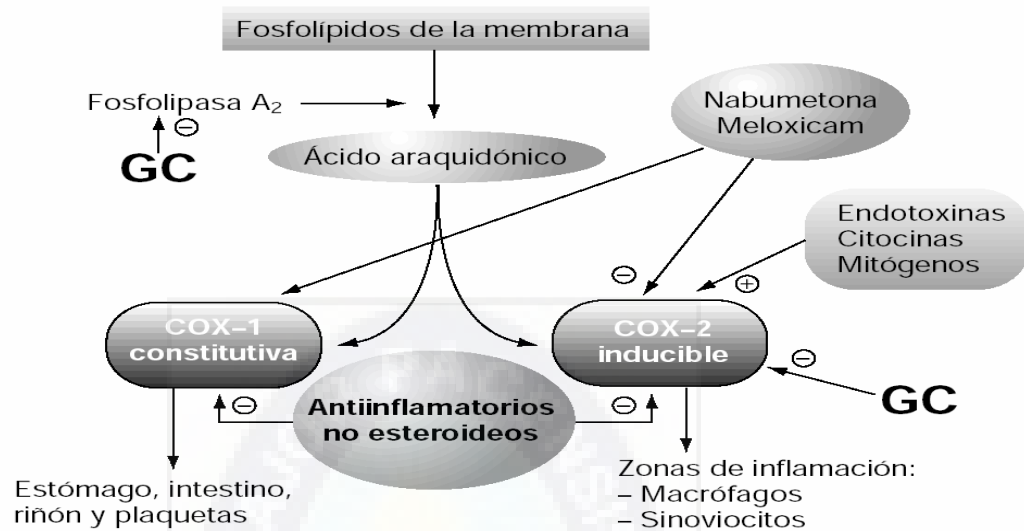 Fosfolípidos de la membrana
Fosfolipasa A₂
⊖
GC
Ácido araquidónico
Nabumetona
Meloxicam
Endotoxinas
Citocinas
Mitógenos
⊖
⊕
COX–1
constitutiva
COX–2
inducible
⊖
GC
Antiinflamatorios
no esteroideos
⊖
⊖
Estómago, intestino,
riñón y plaquetas
Zonas de inflamación:
– Macrófagos
– Sinoviocitos